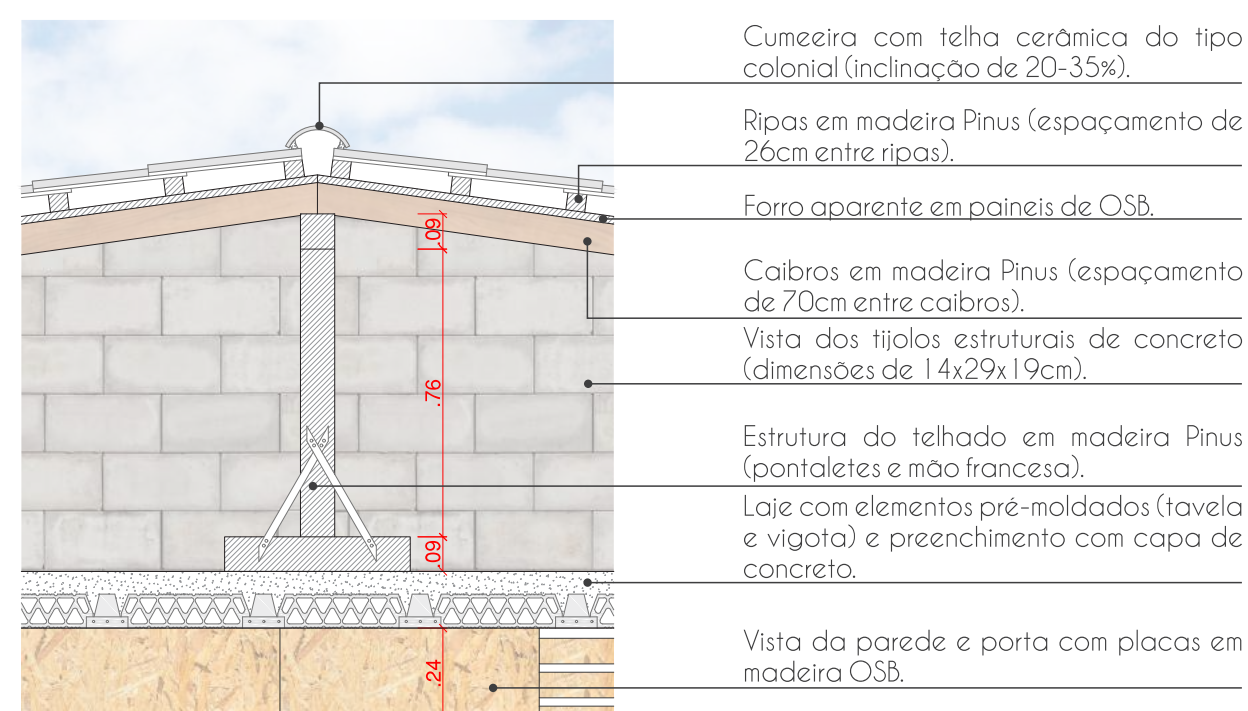 Cumeeira com telha cerâmica do tipo
colonial (inclinação de 20-35%).
Ripas em madeira Pinus (espaçamento de
26cm entre ripas).
Forro aparente em paineis de OSB.
Caibros em madeira Pinus (espaçamento
de 70cm entre caibros).
Vista dos tijolos estruturais de concreto
(dimensões de 14x29x19cm).
Estrutura do telhado em madeira Pinus
(pontaletes e mão francesa).
Laje com elementos pré-moldados (tavela
e vigota) e preenchimento com capa de
concreto.
Vista da parede e porta com placas em
madeira OSB.
.09
.76
.09
.24